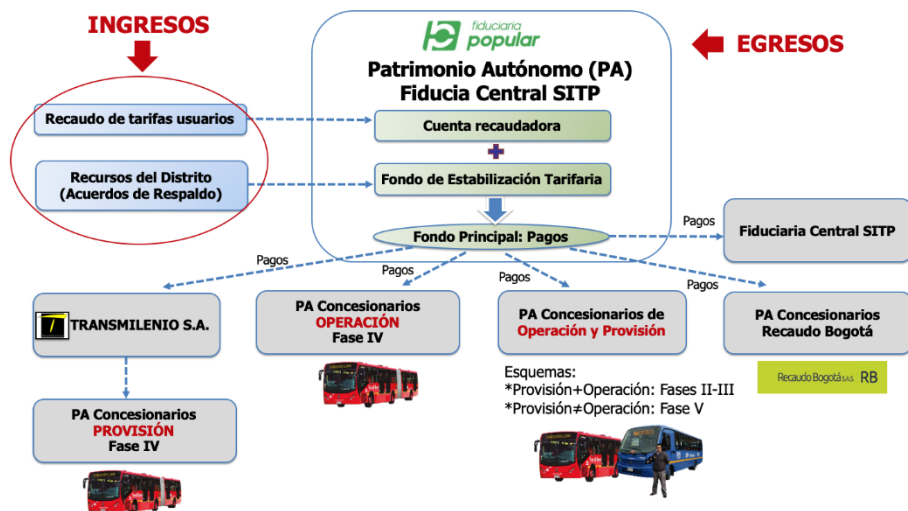 INGRESOS
fiduciaria
popular
EGRESOS
Patrimonio Autónomo (PA)
Fiducia Central SITP
Recaudo de tarifas usuarios
Cuenta recaudadora
Recursos del Distrito
(Acuerdos de Respaldo)
Fondo de Estabilización Tarifaria
Fondo Principal: Pagos
Pagos
Fiduciaria Central SITP
Pagos
Pagos
Pagos
Pagos
TRANSMILENIO S.A.
PA Concesionarios
OPERACIÓN
Fase IV
PA Concesionarios de
Operación y Provisión
PA Concesionarios
Recaudo Bogotá
Esquemas:
*Provisión+Operación: Fases II-III
*Provisión≠Operación: Fase V
Recaudo Bogotá S.A.S. RB
PA Concesionarios
PROVISIÓN
Fase IV